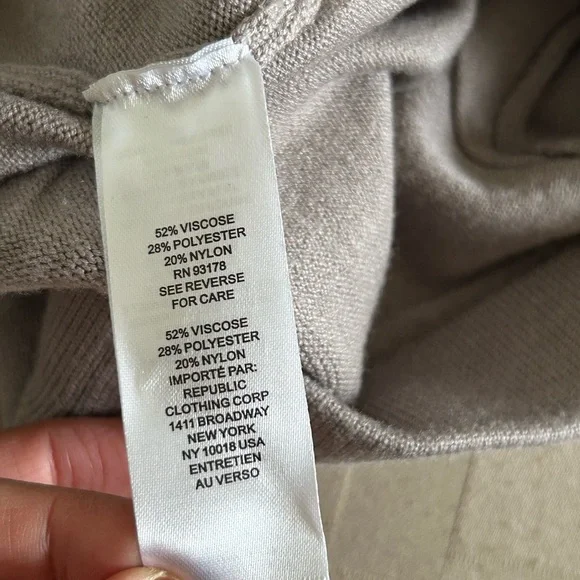 52% VISCOSE
28% POLYESTER
20% NYLON
RN 93178
SEE REVERSE
FOR CARE
52% VISCOSE
28% POLYESTER
20% NYLON
IMPORTÉ PAR:
REPUBLIC
CLOTHING CORP
1411 BROADWAY
NEW YORK
NY 10018 USA
ENTRETIEN
AU VERSO